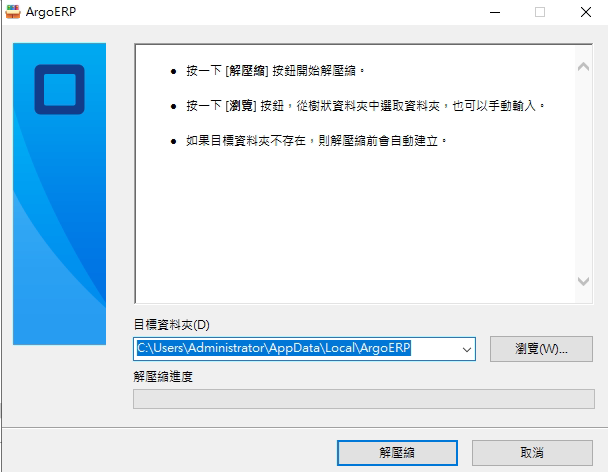 ArgoERP
按一下 [解壓縮] 按鈕開始解壓縮。
按一下 [瀏覽] 按鈕，從樹狀資料夾中選取資料夾，也可以手動輸入。
如果目標資料夾不存在，則解壓縮前會自動建立。
目標資料夾(D)
C:\Users\Administrator\AppData\Local\ArgoERP
瀏覽(W)...
解壓縮進度
解壓縮
取消